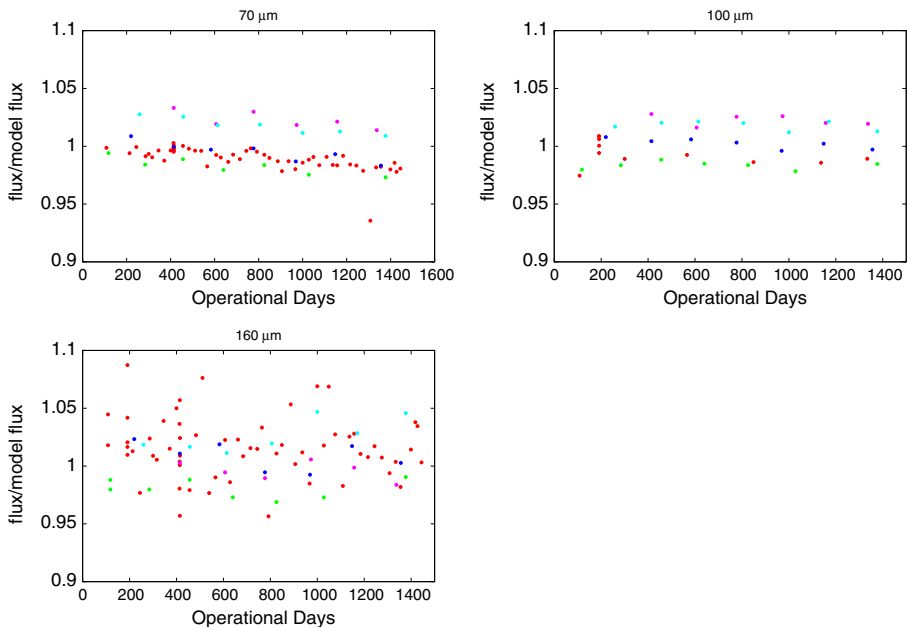 70 μm
1.1
1.05
1
0.95
0.9
flux/model flux
0 200 400 600 800 1000 1200 1400 1600
Operational Days
100 μm
1.1
1.05
1
0.95
0.9
flux/model flux
0 200 400 600 800 1000 1200 1400
Operational Days
160 μm
1.1
1.05
1
0.95
0.9
flux/model flux
0 200 400 600 800 1000 1200 1400
Operational Days